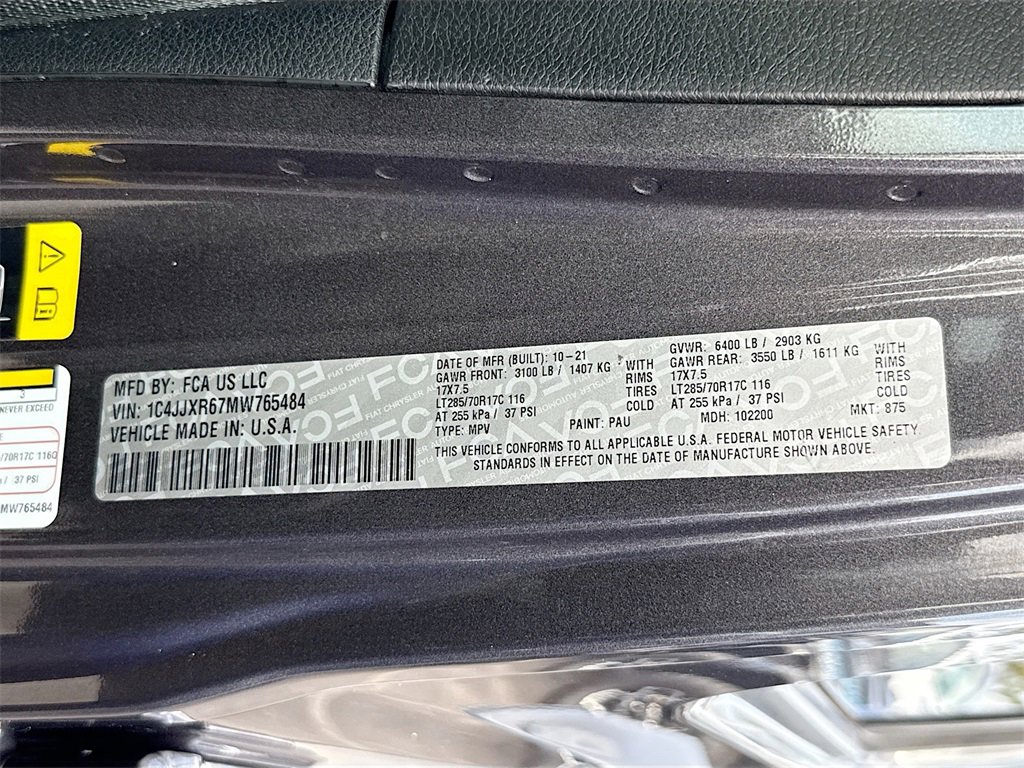 MFD BY: FCA US LLC
VIN: 1C4JJXR67MW765484
VEHICLE MADE IN: U.S.A.
DATE OF MFR (BUILT): 10-21
GAWR FRONT: 3100 LB / 1407 KG WITH
17X7.5 RIMS
LT285/70R17C 116 TIRES
AT 255 kPa / 37 PSI COLD
TYPE: MPV PAINT: PAU
GVWR: 6400 LB / 2903 KG
GAWR REAR: 3550 LB / 1611 KG WITH
17X7.5 RIMS
LT285/70R17C 116 TIRES
AT 255 kPa / 37 PSI COLD
MDH: 102200 MKT: 875
THIS VEHICLE CONFORMS TO ALL APPLICABLE U.S.A. FEDERAL MOTOR VEHICLE SAFETY
STANDARDS IN EFFECT ON THE DATE OF MANUFACTURE SHOWN ABOVE.
3
NEVER EXCEED
/70R17C 116Q
/ 37 PSI
MW765484